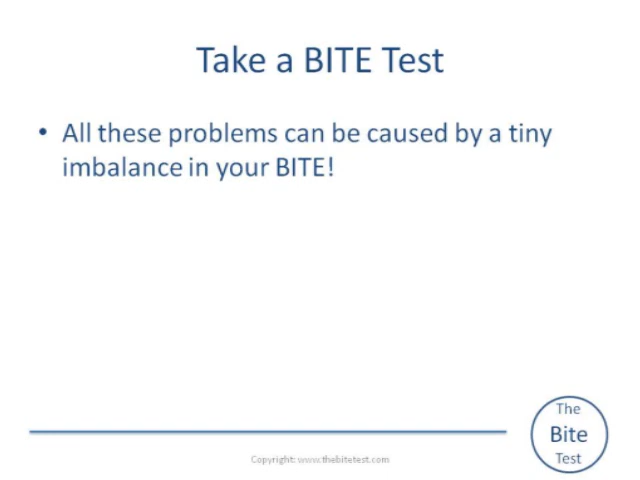 Take a BITE Test
• All these problems can be caused by a tiny
imbalance in your BITE!
The
Bite
Test
Copyright: www.thebitetest.com